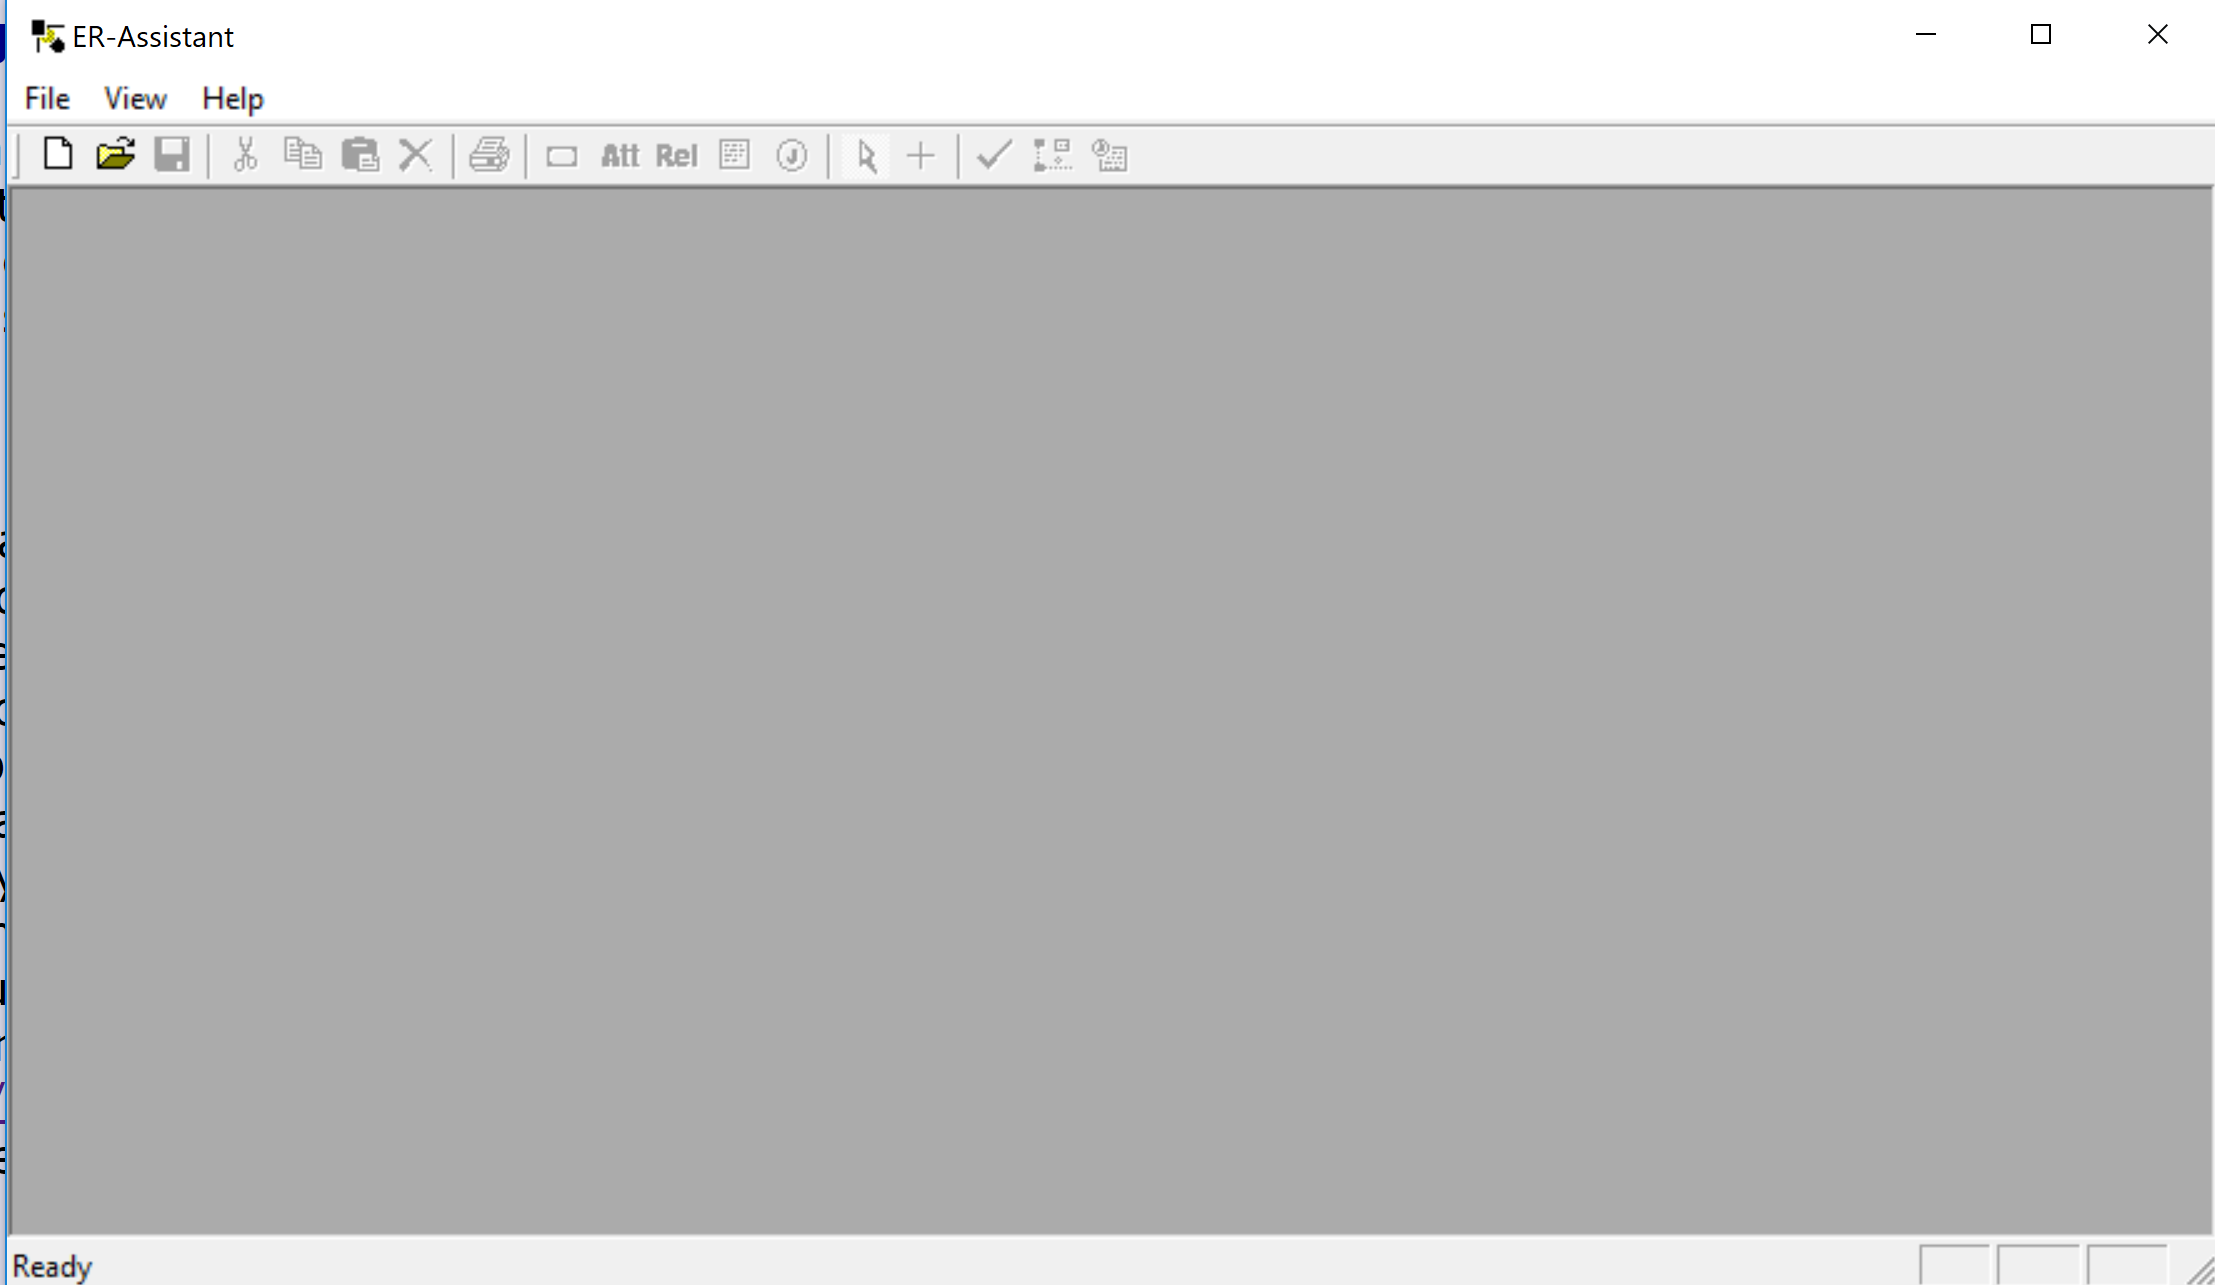 ER-Assistant
File View Help
Att Rel J
Ready